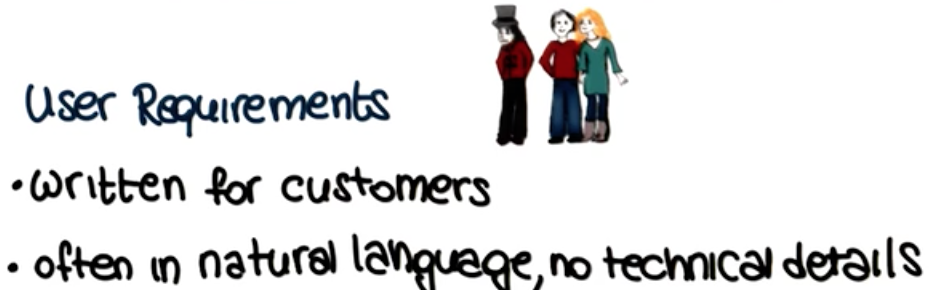 User Requirements
• written for customers
• often in natural language, no technical details